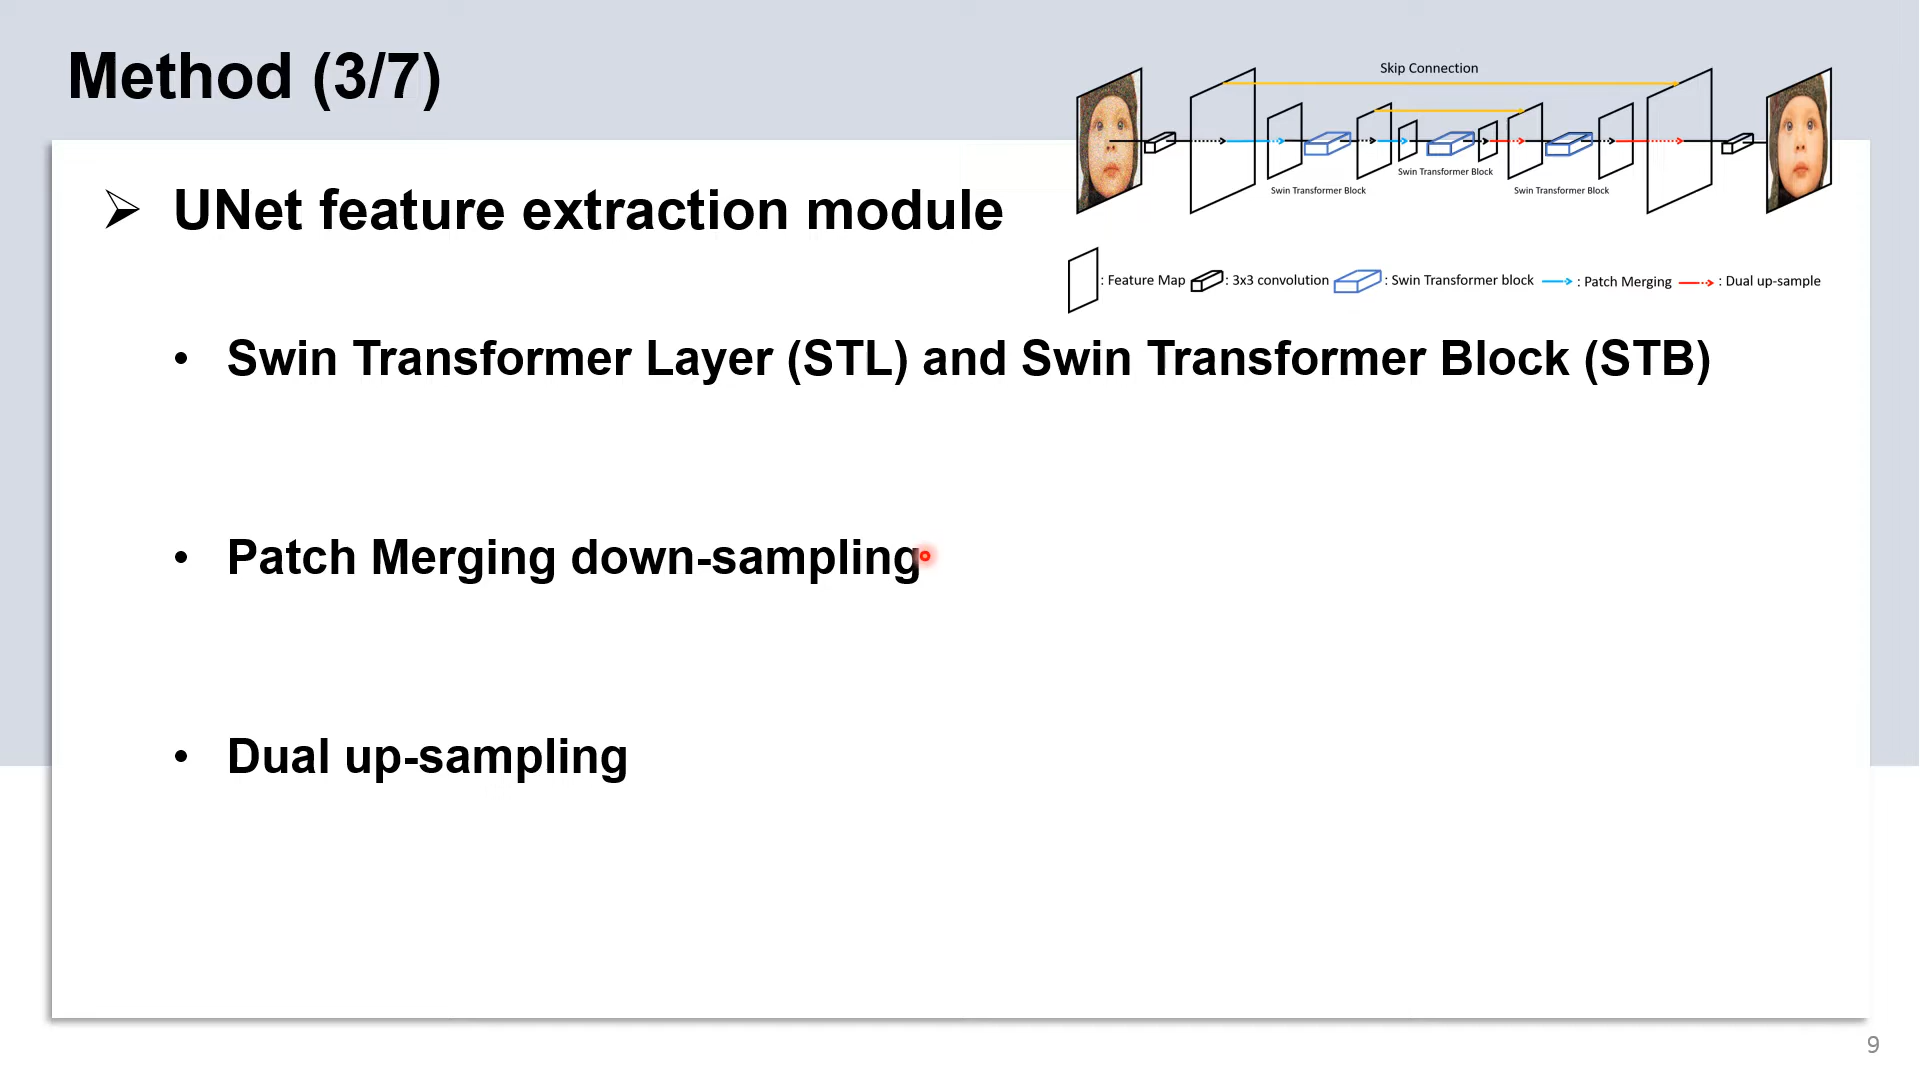 Method (3/7)
Skip Connection
Swin Transformer Block
Swin Transformer Block
Swin Transformer Block
: Feature Map : 3x3 convolution : Swin Transformer block : Patch Merging : Dual up-sample
➢ UNet feature extraction module
• Swin Transformer Layer (STL) and Swin Transformer Block (STB)
• Patch Merging down-sampling
• Dual up-sampling
9